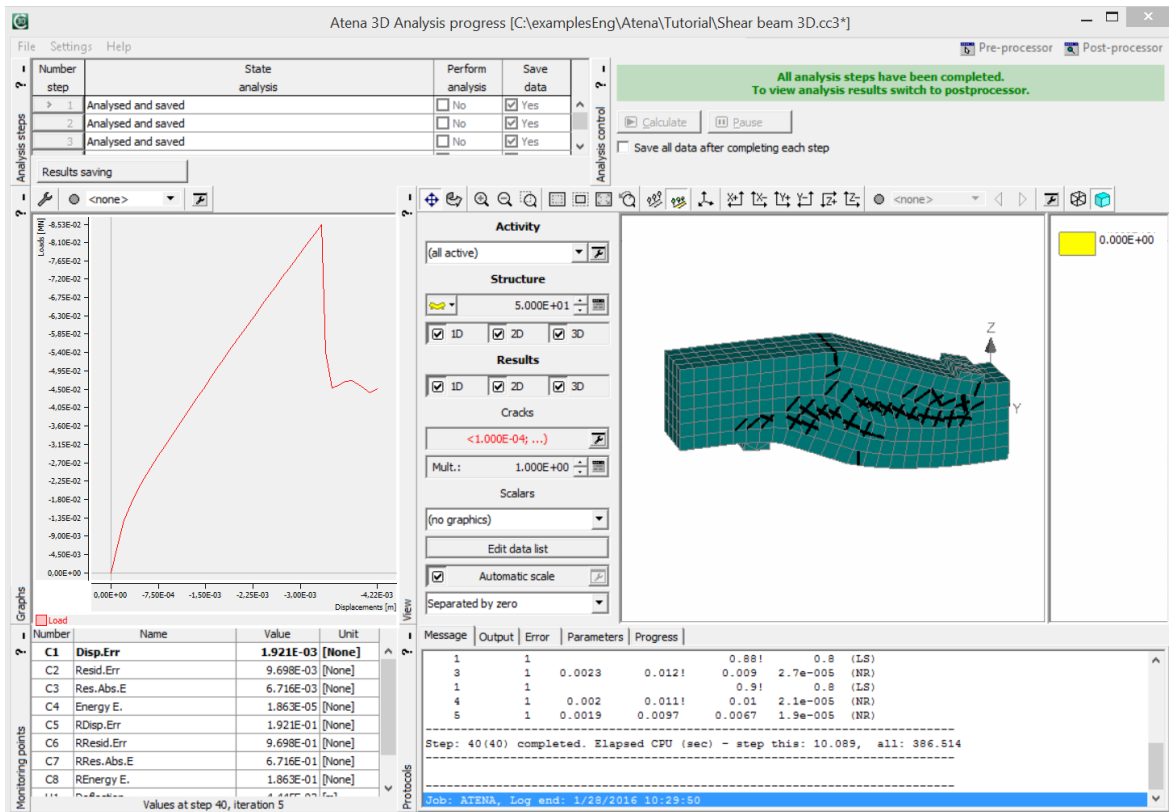 Atena 3D Analysis progress [C:\examplesEng\Atena\Tutorial\Shear beam 3D.cc3*]
File Settings Help
Pre-processor Post-processor
Analysis steps
Number step State analysis Perform analysis Save data
> 1 Analysed and saved No Yes
2 Analysed and saved No Yes
3 Analysed and saved No Yes
Results saving
Analysis control
All analysis steps have been completed.
To view analysis results switch to postprocessor.
Calculate Pause
Save all data after completing each step
Graphs
<none>
Loads [MN]
-8.53E-02
-8.10E-02
-7.65E-02
-7.20E-02
-6.75E-02
-6.30E-02
-5.85E-02
-5.40E-02
-4.95E-02
-4.50E-02
-4.05E-02
-3.60E-02
-3.15E-02
-2.70E-02
-2.25E-02
-1.80E-02
-1.35E-02
-9.00E-03
-4.50E-03
0.00E+00
0.00E+00 -7.50E-04 -1.50E-03 -2.25E-03 -3.00E-03 -4,22E-03
Displacements [m]
Load
View
X+ X- Y+ Y- Z+ Z- <none>
Activity
(all active)
Structure
5.000E+01
1D 2D 3D
Results
1D 2D 3D
Cracks
<1.000E-04; ...)
Mult.: 1.000E+00
Scalars
(no graphics)
Edit data list
Automatic scale
Separated by zero
Z
Y
0.000E+00
Monitoring points
Number Name Value Unit
C1 Disp.Err 1.921E-03 [None]
C2 Resid.Err 9.698E-03 [None]
C3 Res.Abs.E 6.716E-03 [None]
C4 Energy E. 1.863E-05 [None]
C5 RDisp.Err 1.921E-01 [None]
C6 RResid.Err 9.698E-01 [None]
C7 RRes.Abs.E 6.716E-01 [None]
C8 REnergy E. 1.863E-01 [None]
Values at step 40, iteration 5
Protocols
Message Output Error Parameters Progress
1 1 0.88! 0.8 (LS)
3 1 0.0023 0.012! 0.009 2.7e-005 (NR)
1 1 0.9! 0.8 (LS)
4 1 0.002 0.011! 0.01 2.1e-005 (NR)
5 1 0.0019 0.0097 0.0067 1.9e-005 (NR)
Step: 40(40) completed. Elapsed CPU (sec) - step this: 10.089, all: 386.514
Job: ATENA, Log end: 1/28/2016 10:29:50